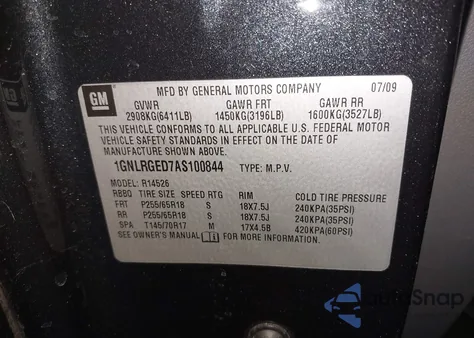 GM
MFD BY GENERAL MOTORS COMPANY 07/09
GVWR GAWR FRT GAWR RR
2908KG(6411LB) 1450KG(3196LB) 1600KG(3527LB)
THIS VEHICLE CONFORMS TO ALL APPLICABLE U.S. FEDERAL MOTOR
VEHICLE SAFETY STANDARDS IN EFFECT ON THE DATE OF
MANUFACTURE SHOWN ABOVE.
1GNLRGED7AS100844 TYPE: M.P.V.
MODEL: R14526
RBBQ TIRE SIZE SPEED RTG RIM COLD TIRE PRESSURE
FRT P255/65R18 S 18X7.5J 240KPA(35PSI)
RR P255/65R18 S 18X7.5J 240KPA(35PSI)
SPA T145/70R17 M 17X4.5B 420KPA(60PSI)
SEE OWNER'S MANUAL FOR MORE INFORMATION.
autoSnap